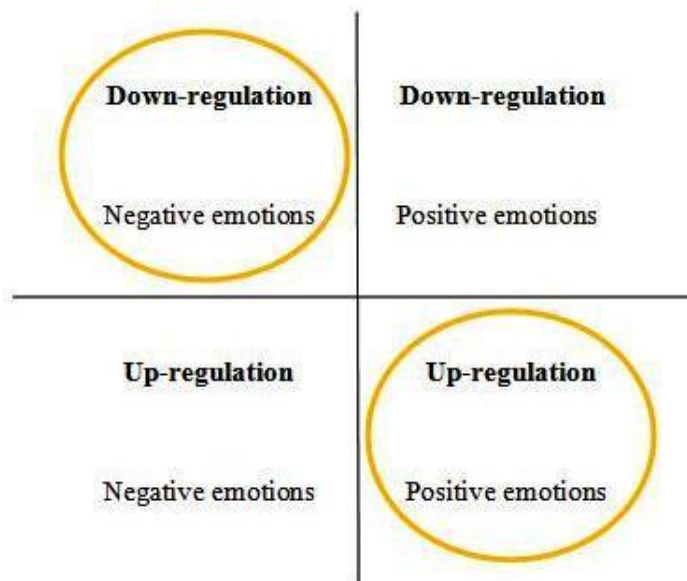 Down-regulation
Negative emotions
Down-regulation
Positive emotions
Up-regulation
Negative emotions
Up-regulation
Positive emotions